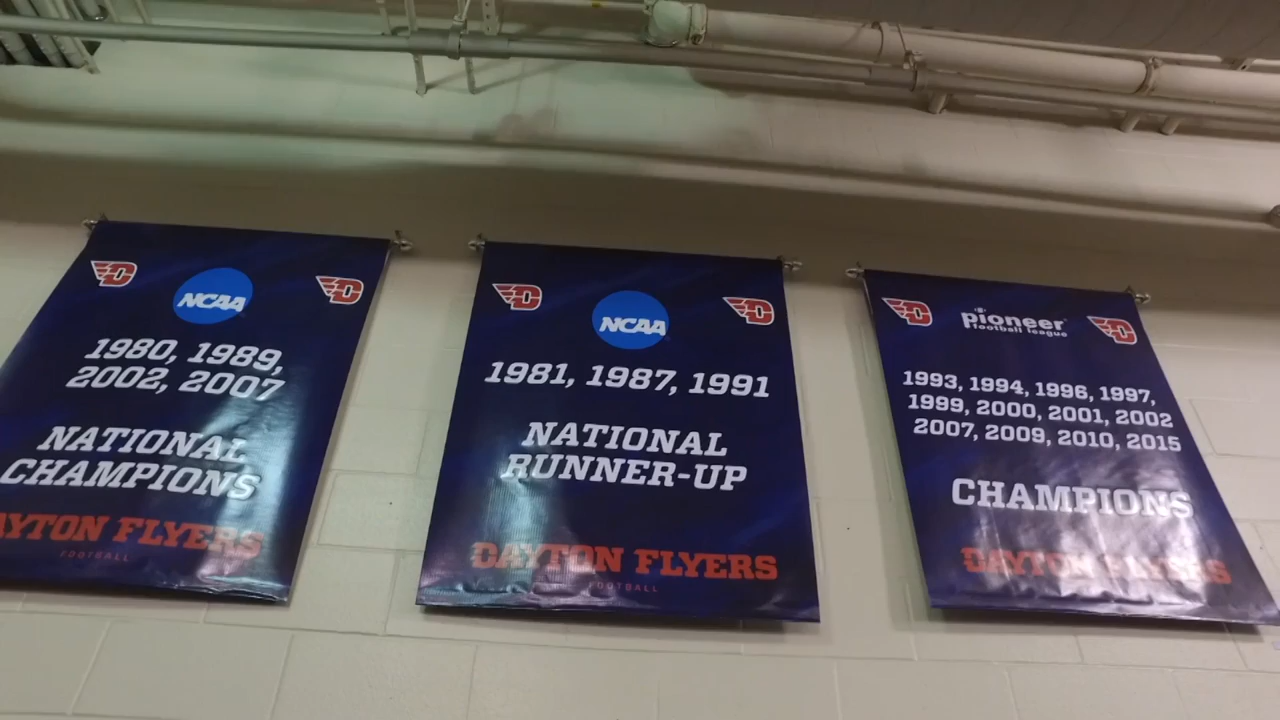 D
NCAA
D
1980, 1989,
2002, 2007
NATIONAL
CHAMPIONS
AYTON FLYERS
FOOTBALL
D
NCAA
D
1981, 1987, 1991
NATIONAL
RUNNER-UP
DAYTON FLYERS
FOOTBALL
D
pioneer
football league
D
1993, 1994, 1996, 1997,
1999, 2000, 2001, 2002
2007, 2009, 2010, 2015
CHAMPIONS
DAYTON FLYERS